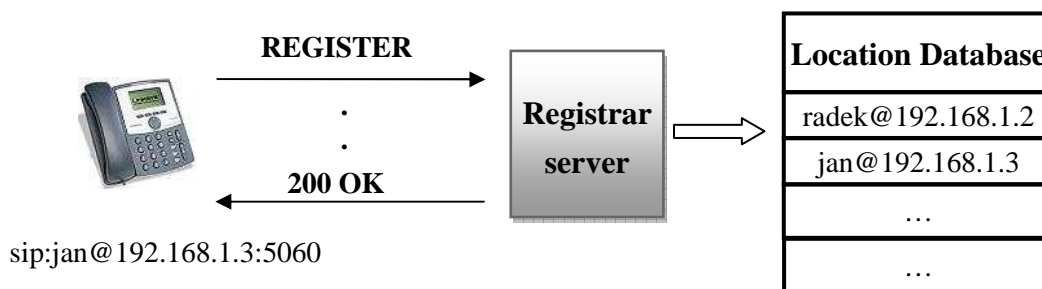 REGISTER
.
.
200 OK
sip:jan@192.168.1.3:5060
Registrar
server
Location Database
radek@192.168.1.2
jan@192.168.1.3
…
…